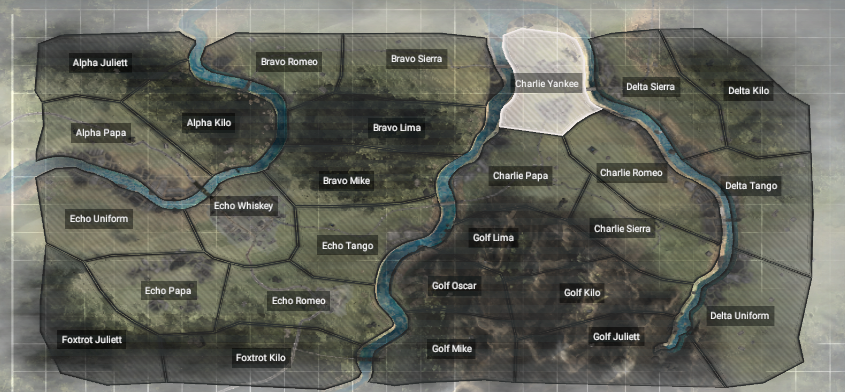 Alpha Juliett
Bravo Romeo
Bravo Sierra
Charlie Yankee
Delta Sierra
Delta Kilo
Alpha Papa
Alpha Kilo
Bravo Lima
Bravo Mike
Charlie Papa
Charlie Romeo
Delta Tango
Echo Uniform
Echo Whiskey
Echo Tango
Golf Lima
Charlie Sierra
Echo Papa
Echo Romeo
Golf Oscar
Golf Kilo
Delta Uniform
Foxtrot Juliett
Foxtrot Kilo
Golf Mike
Golf Juliett